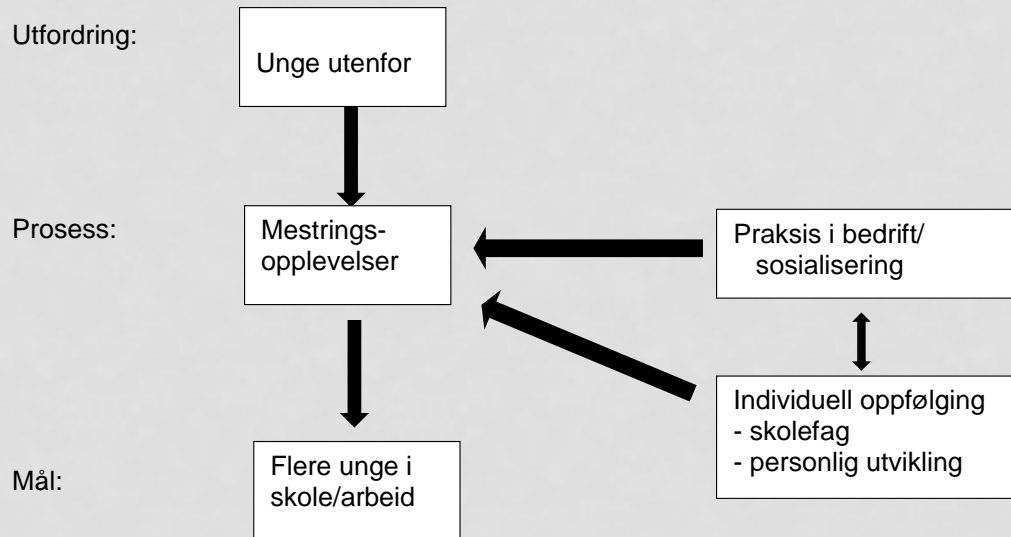 Utfordring:
Unge utenfor
Prosess:
Mestrings-
opplevelser
Praksis i bedrift/
sosialisering
Individuell oppfølging
- skolefag
- personlig utvikling
Mål:
Flere unge i
skole/arbeid